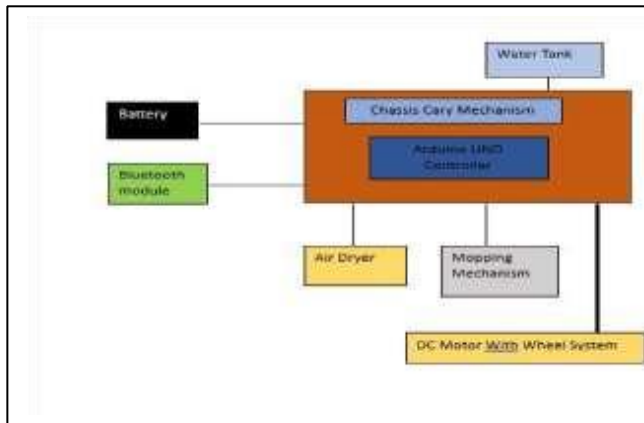 Water Tank
Chassis Cary Mechanism
Battery
Arduino UNO
Controller
Bluetooth
module
Air Dryer
Mopping
Mechanism
DC Motor With Wheel System